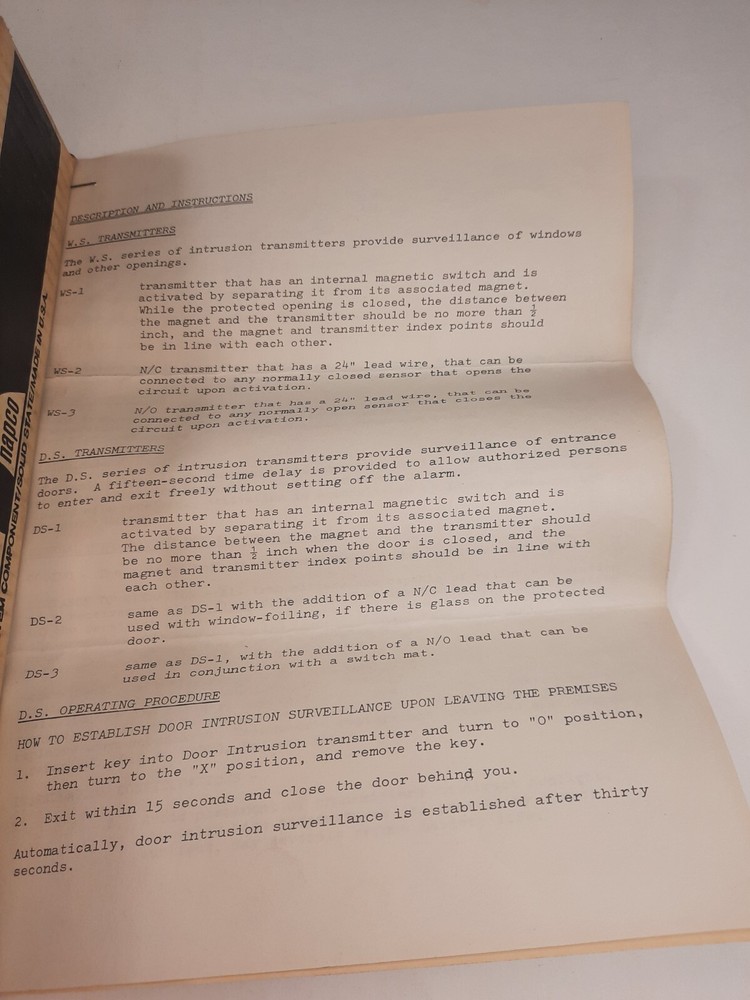 DESCRIPTION AND INSTRUCTIONS
W.S. TRANSMITTERS
The W.S. series of intrusion transmitters provide surveillance of windows
and other openings.
WS-1 transmitter that has an internal magnetic switch and is
activated by separating it from its associated magnet.
While the protected opening is closed, the distance between
the magnet and the transmitter should be no more than ½
inch, and the magnet and transmitter index points should
be in line with each other.
WS-2 N/C transmitter that has a 24" lead wire, that can be
connected to any normally closed sensor that opens the
circuit upon activation.
WS-3 N/O transmitter that has a 24" lead wire, that can be
connected to any normally open sensor that closes the
circuit upon activation.
D.S. TRANSMITTERS
The D.S. series of intrusion transmitters provide surveillance of entrance
doors. A fifteen-second time delay is provided to allow authorized persons
to enter and exit freely without setting off the alarm.
DS-1 transmitter that has an internal magnetic switch and is
activated by separating it from its associated magnet.
The distance between the magnet and the transmitter should
be no more than ½ inch when the door is closed, and the
magnet and transmitter index points should be in line with
each other.
DS-2 same as DS-1 with the addition of a N/C lead that can be
used with window-foiling, if there is glass on the protected
door.
DS-3 same as DS-1, with the addition of a N/O lead that can be
used in conjunction with a switch mat.
D.S. OPERATING PROCEDURE
HOW TO ESTABLISH DOOR INTRUSION SURVEILLANCE UPON LEAVING THE PREMISES
1. Insert key into Door Intrusion transmitter and turn to "O" position,
then turn to the "X" position, and remove the key.
2. Exit within 15 seconds and close the door behind you.
Automatically, door intrusion surveillance is established after thirty
seconds.
napco
COMPONENT/SOLID STATE/MADE IN U.S.A.